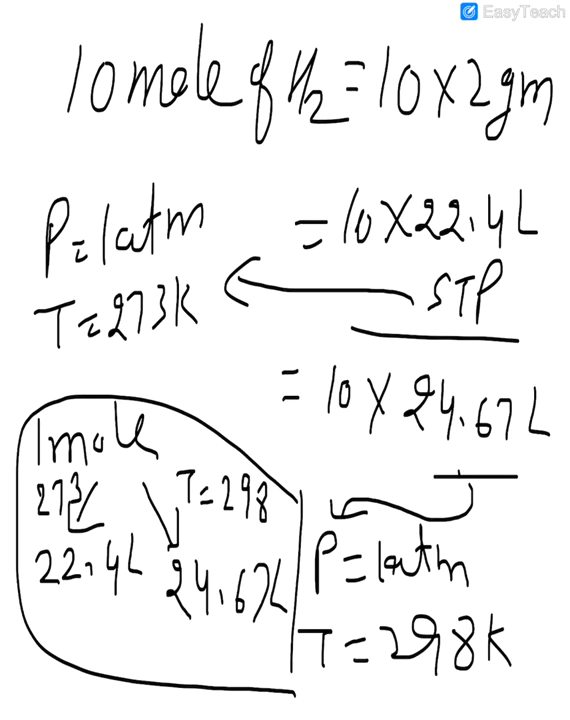 EasyTeach
10 mole of H₂ = 10 × 2 gm
P = 1 atm
T = 273 K
= 10 × 22.4 L
STP
= 10 × 24.67 L
1 mole
273
T = 298
22.4 L
24.67 L
P = 1 atm
T = 298 K